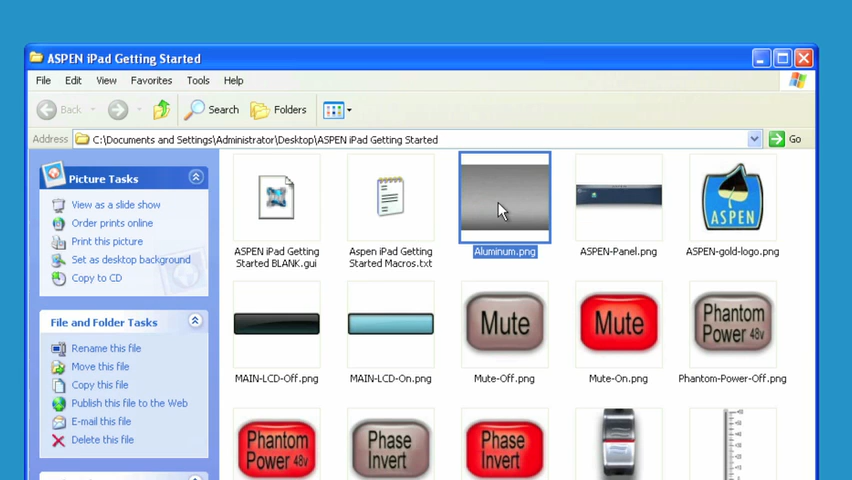 ASPEN iPad Getting Started
File Edit View Favorites Tools Help
Back Search Folders
Address C:\Documents and Settings\Administrator\Desktop\ASPEN iPad Getting Started Go
Picture Tasks
View as a slide show
Order prints online
Print this picture
Set as desktop background
Copy to CD
File and Folder Tasks
Rename this file
Move this file
Copy this file
Publish this file to the Web
E-mail this file
Delete this file
ASPEN
ASPEN iPad Getting
Started BLANK.gui
Aspen iPad Getting
Started Macros.txt
Aluminum.png
ASPEN-Panel.png
ASPEN-gold-logo.png
Mute
Mute
Phantom
Power 48v
MAIN-LCD-Off.png
MAIN-LCD-On.png
Mute-Off.png
Mute-On.png
Phantom-Power-Off.png
Phantom
Power 48v
Phase
Invert
Phase
Invert